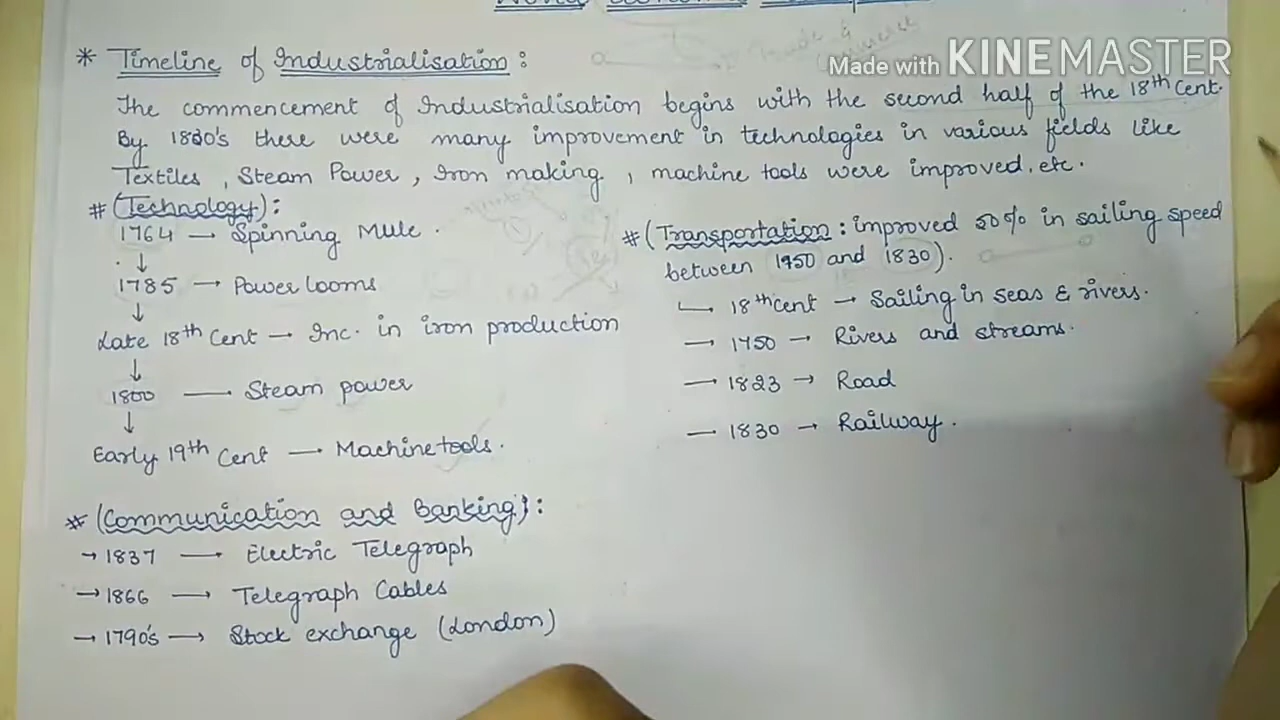 * Timeline of Industrialisation :
Made with KINEMASTER
The commencement of Industrialisation begins with the second half of the 18th Cent.
By 1830's there were many improvement in technologies in various fields like
Textiles, Steam Power, Iron making, machine tools were improved. etc.
# (Technology) :
1764 → Spinning Mule.
↓
1785 → Power looms
↓
Late 18th Cent → Inc. in iron production
↓
1800 — Steam power
↓
Early 19th Cent — Machine tools.
# (Transportation : improved 50% in sailing speed
between 1750 and 1830).
18th Cent → Sailing in seas & rivers.
— 1750 → Rivers and streams.
— 1823 → Road
— 1830 → Railway.
* (Communication and Banking) :
→ 1837 → Electric Telegraph
→ 1866 → Telegraph Cables
→ 1790's → Stock exchange (London)